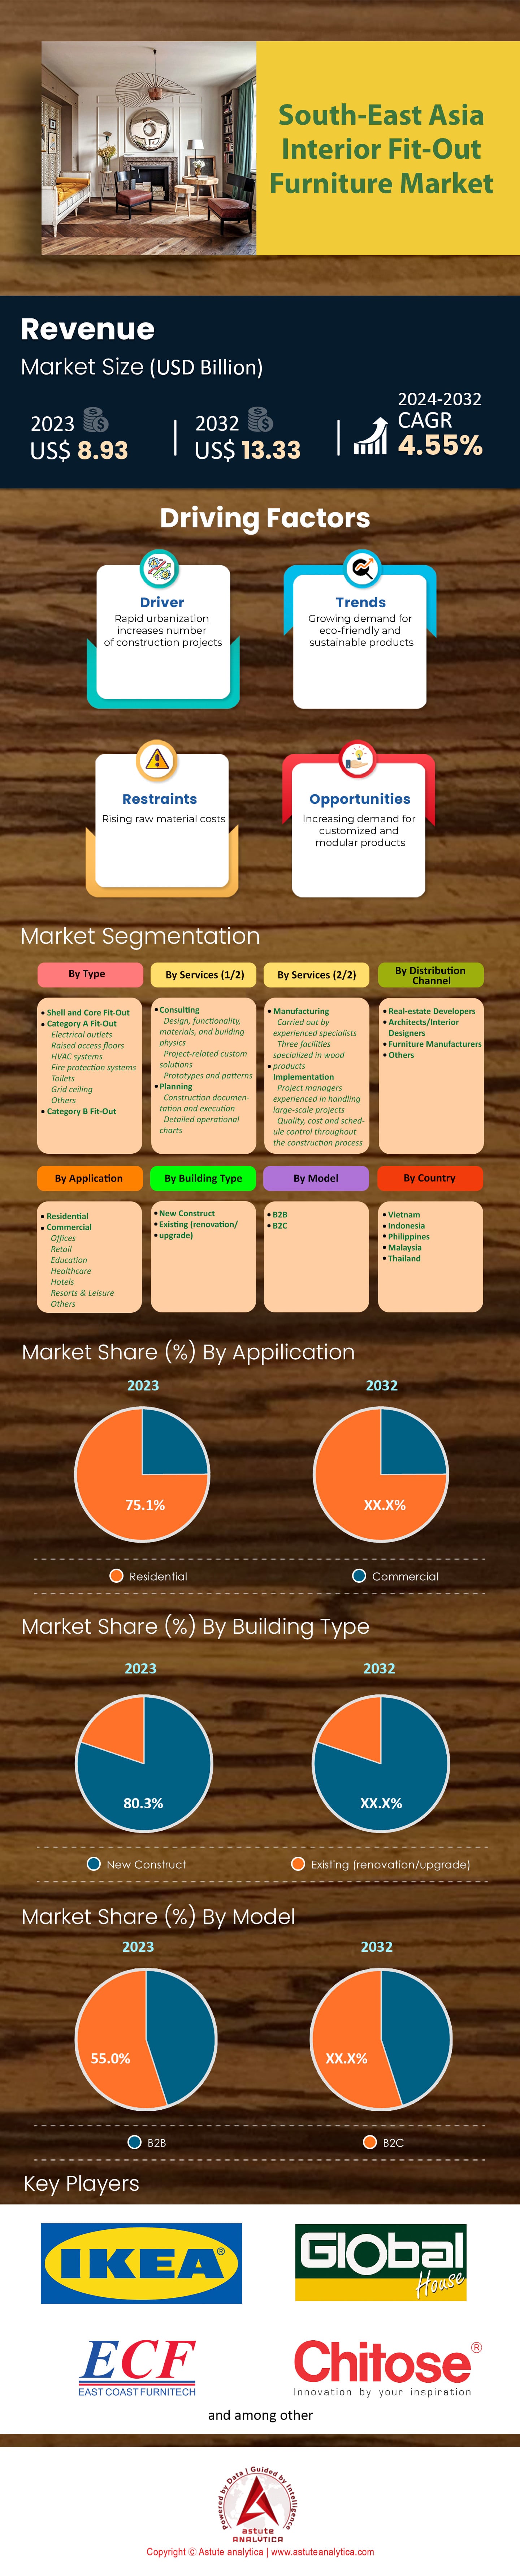 South-East Asia
Interior Fit-Out
Furniture Market
Revenue
Market Size (USD Billion)
2023
US$ 8.93
2032
US$ 13.33
2024-2032
CAGR
4.55%
Driving Factors
Driver
Rapid urbanization
increases number
of construction projects
Trends
Growing demand for
eco-friendly and
sustainable products
Restraints
Rising raw material costs
Opportunities
Increasing demand for
customized and
modular products
Market Segmentation
By Type
Shell and Core Fit-Out
Category A Fit-Out
Electrical outlets
Raised access floors
HVAC systems
Fire protection systems
Toilets
Grid ceiling
Others
Category B Fit-Out
By Services (1/2)
Consulting
Design, functionality,
materials, and building
physics
Project-related custom
solutions
Prototypes and patterns
Planning
Construction documen-
tation and execution
Detailed operational
charts
By Services (2/2)
Manufacturing
Carried out by
experienced specialists
Three facilities
specialized in wood
products
Implementation
Project managers
experienced in handling
large-scale projects
Quality, cost and sched-
ule control throughout
the construction process
By Distribution
Channel
Real-estate Developers
Architects/Interior
Designers
Furniture Manufacturers
Others
By Application
Residential
Commercial
Offices
Retail
Education
Healthcare
Hotels
Resorts & Leisure
Others
By Building Type
New Construct
Existing (renovation/
upgrade)
By Model
B2B
B2C
By Country
Vietnam
Indonesia
Philippines
Malaysia
Thailand
Market Share (%) By Appilication
2023
2032
75.1%
XX.X%
Residential
Commercial
Market Share (%) By Building Type
2023
2032
80.3%
XX.X%
New Construct
Existing (renovation/upgrade)
Market Share (%) By Model
2023
2032
55.0%
XX.X%
B2B
B2C
Key Players
IKEA®
Global
House
ECF
EAST COAST FURNITECH
Chitose®
Innovation by your inspiration
and among other
Powered by Data | Guided by Intelligence
astute
ANALYTICA
Copyright © Astute analytica | www.astuteanalytica.com